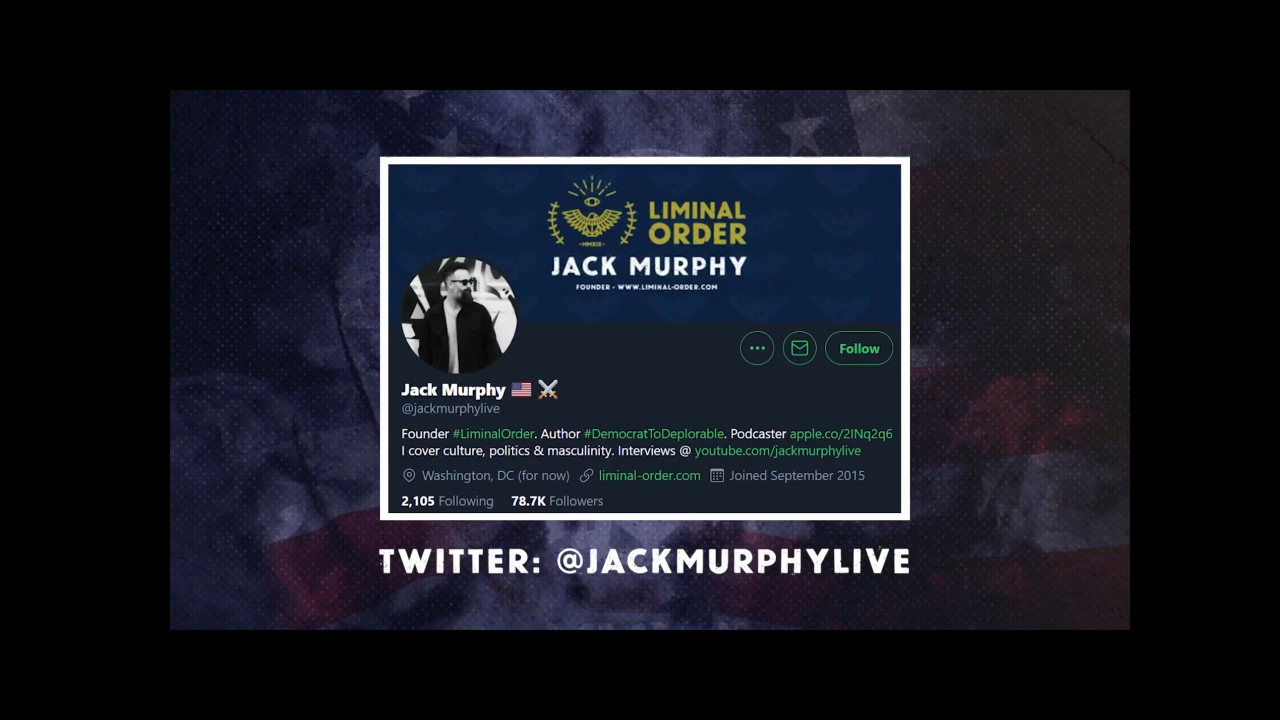 LIMINAL
ORDER
-MMXIX-
JACK MURPHY
FOUNDER - WWW.LIMINAL-ORDER.COM
Follow
Jack Murphy 🇺🇸 ⚔️
@jackmurphylive
Founder #LiminalOrder. Author #DemocratToDeplorable. Podcaster apple.co/2INq2q6
I cover culture, politics & masculinity. Interviews @ youtube.com/jackmurphylive
Washington, DC (for now) liminal-order.com Joined September 2015
2,105 Following 78.7K Followers
TWITTER: @JACKMURPHYLIVE